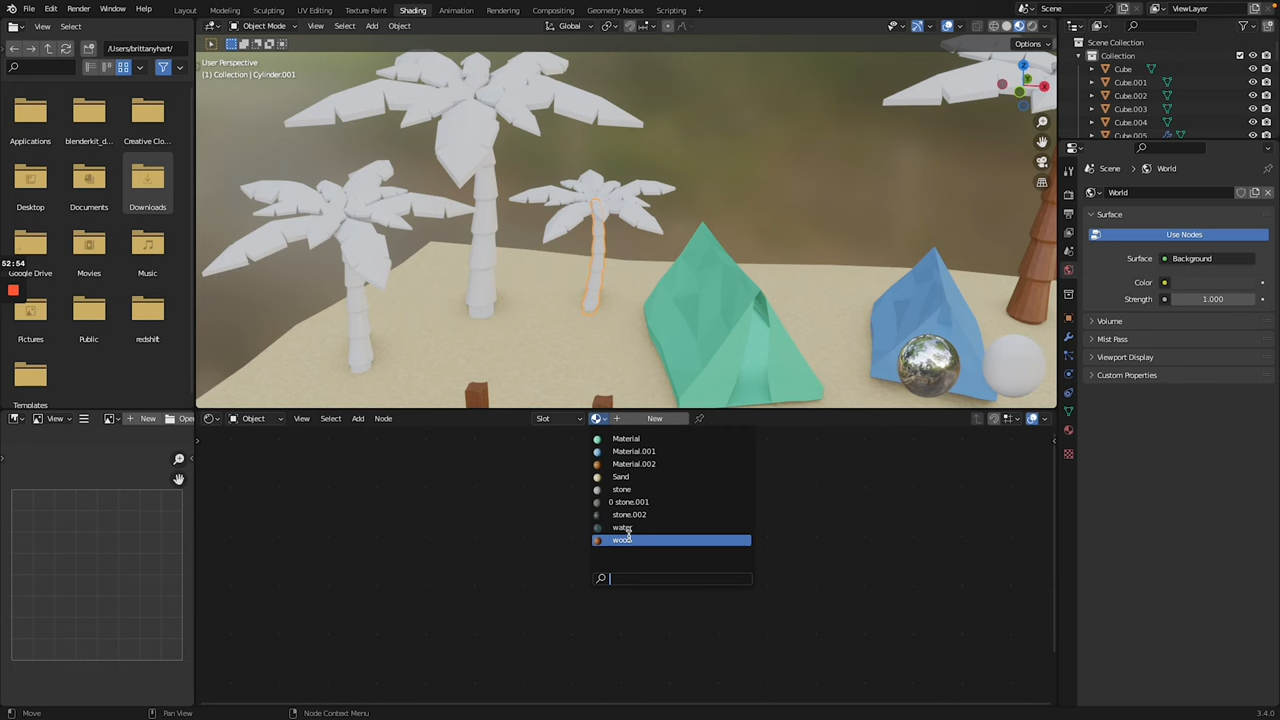 File Edit Render Window Help Layout Modeling Sculpting UV Editing Texture Paint Shading Animation Rendering Compositing Geometry Nodes Scripting Scene ViewLayer
View Select Object Mode View Select Add Object Global
/Users/brittanyhart/ Options
User Perspective
(1) Collection | Cylinder.001
Scene Collection
Collection
Cube
Cube.001
Cube.002
Cube.003
Cube.004
Cube.005
Applications blenderkit_d... Creative Clo...
Desktop Documents Downloads
Google Drive Movies Music
52:54
Pictures Public redshift
Templates
X
Y
Z
Scene World
World
Surface
Use Nodes
Surface Background
Color
Strength 1.000
Volume
Mist Pass
Viewport Display
Custom Properties
View New Open Object View Select Add Node Slot New
Material
Material.001
Material.002
Sand
stone
0 stone.001
stone.002
water
wood
Move Pan View Node Context Menu 3.4.0